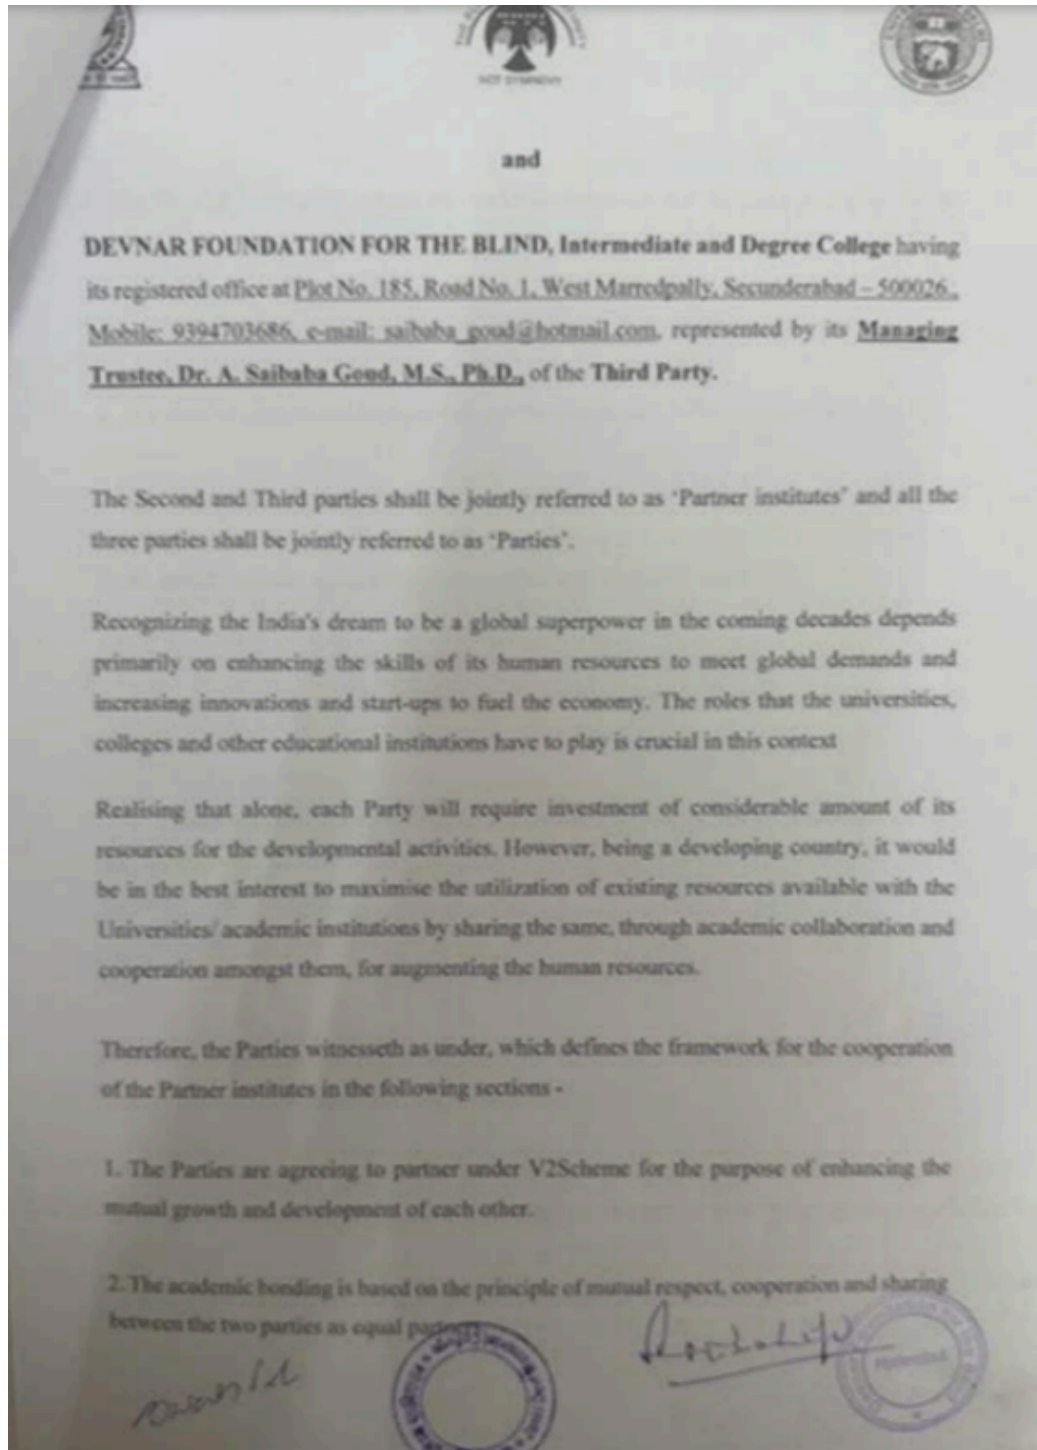 NOT SYMPATHY
and
DEVNAR FOUNDATION FOR THE BLIND, Intermediate and Degree College having
its registered office at Plot No. 185, Road No. 1, West Marredpally, Secunderabad – 500026.,
Mobile: 9394703686, e-mail: saibaba_goud@hotmail.com, represented by its Managing
Trustee, Dr. A. Saibaba Goud, M.S., Ph.D., of the Third Party.
The Second and Third parties shall be jointly referred to as 'Partner institutes' and all the
three parties shall be jointly referred to as 'Parties'.
Recognizing the India's dream to be a global superpower in the coming decades depends
primarily on enhancing the skills of its human resources to meet global demands and
increasing innovations and start-ups to fuel the economy. The roles that the universities,
colleges and other educational institutions have to play is crucial in this context
Realising that alone, each Party will require investment of considerable amount of its
resources for the developmental activities. However, being a developing country, it would
be in the best interest to maximise the utilization of existing resources available with the
Universities/ academic institutions by sharing the same, through academic collaboration and
cooperation amongst them, for augmenting the human resources.
Therefore, the Parties witnesseth as under, which defines the framework for the cooperation
of the Partner institutes in the following sections -
1. The Parties are agreeing to partner under V2Scheme for the purpose of enhancing the
mutual growth and development of each other.
2. The academic bonding is based on the principle of mutual respect, cooperation and sharing
between the two parties as equal